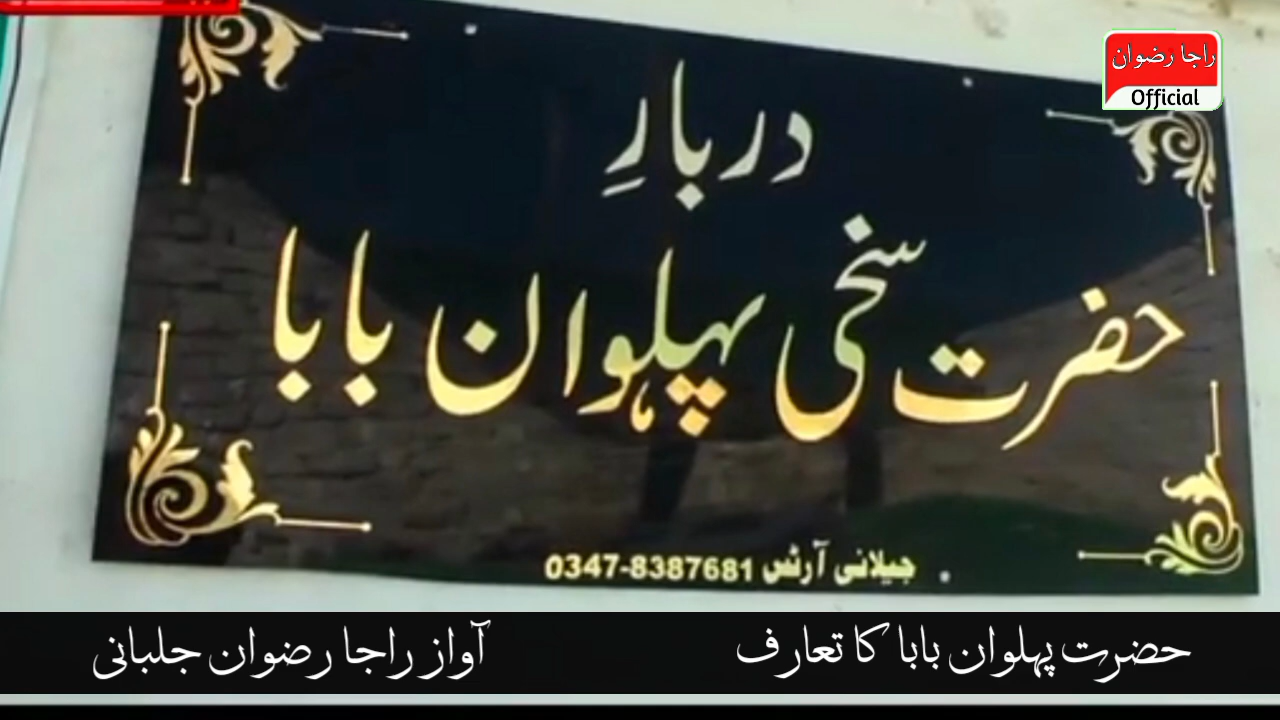 راجا رضوان
Official
دربارِ
حضرت سخی پہلوان بابا
جیلانی آرٹس 0347-8387681
حضرت پہلوان بابا کا تعارف
آواز راجا رضوان جلبانی